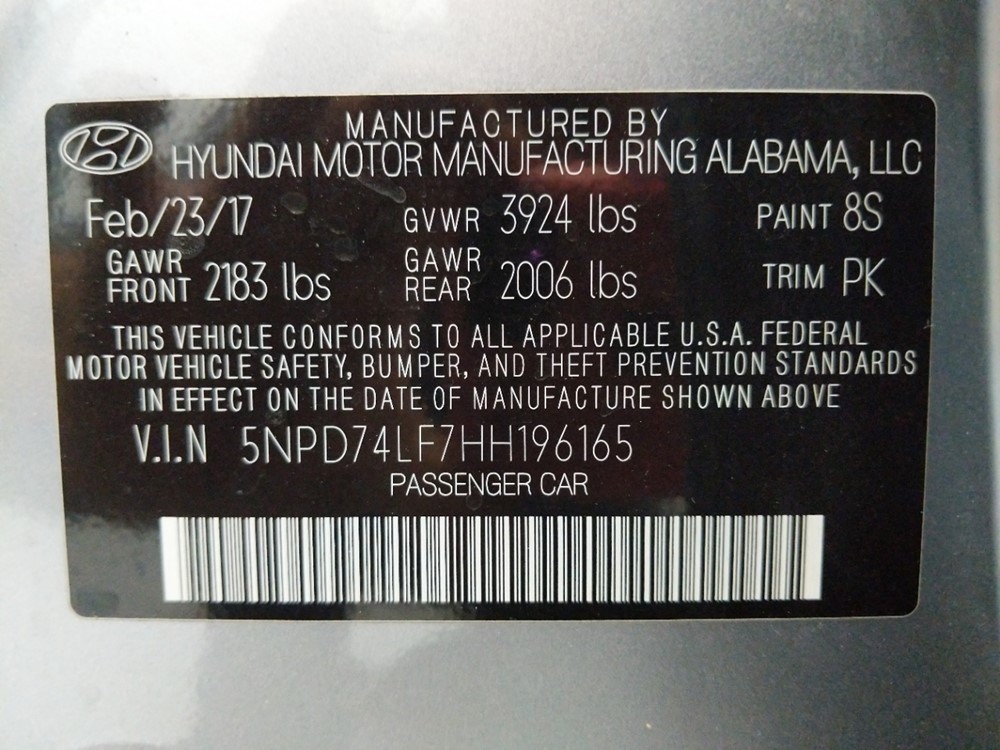 MANUFACTURED BY
HYUNDAI MOTOR MANUFACTURING ALABAMA, LLC
Feb/23/17 GVWR 3924 lbs PAINT 8S
GAWR FRONT 2183 lbs GAWR REAR 2006 lbs TRIM PK
THIS VEHICLE CONFORMS TO ALL APPLICABLE U.S.A. FEDERAL
MOTOR VEHICLE SAFETY, BUMPER, AND THEFT PREVENTION STANDARDS
IN EFFECT ON THE DATE OF MANUFACTURE SHOWN ABOVE
V.I.N 5NPD74LF7HH196165
PASSENGER CAR